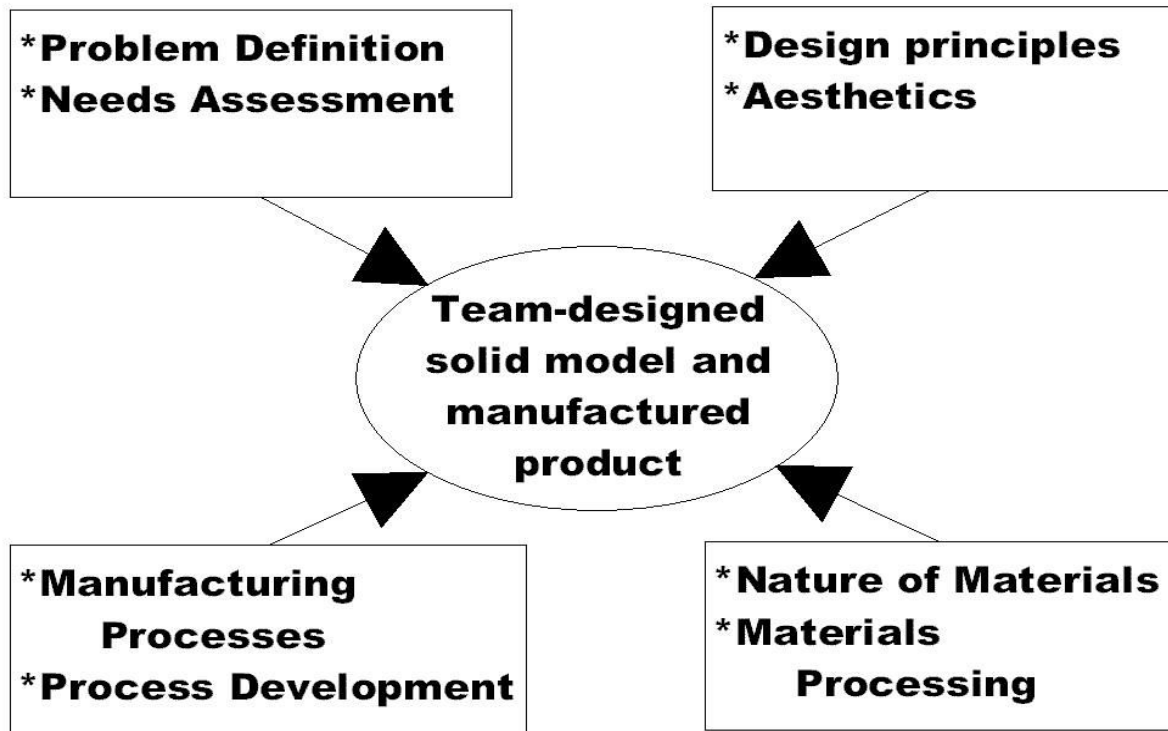 *Problem Definition
*Needs Assessment
*Design principles
*Aesthetics
Team-designed
solid model and
manufactured
product
*Manufacturing
Processes
*Process Development
*Nature of Materials
*Materials
Processing